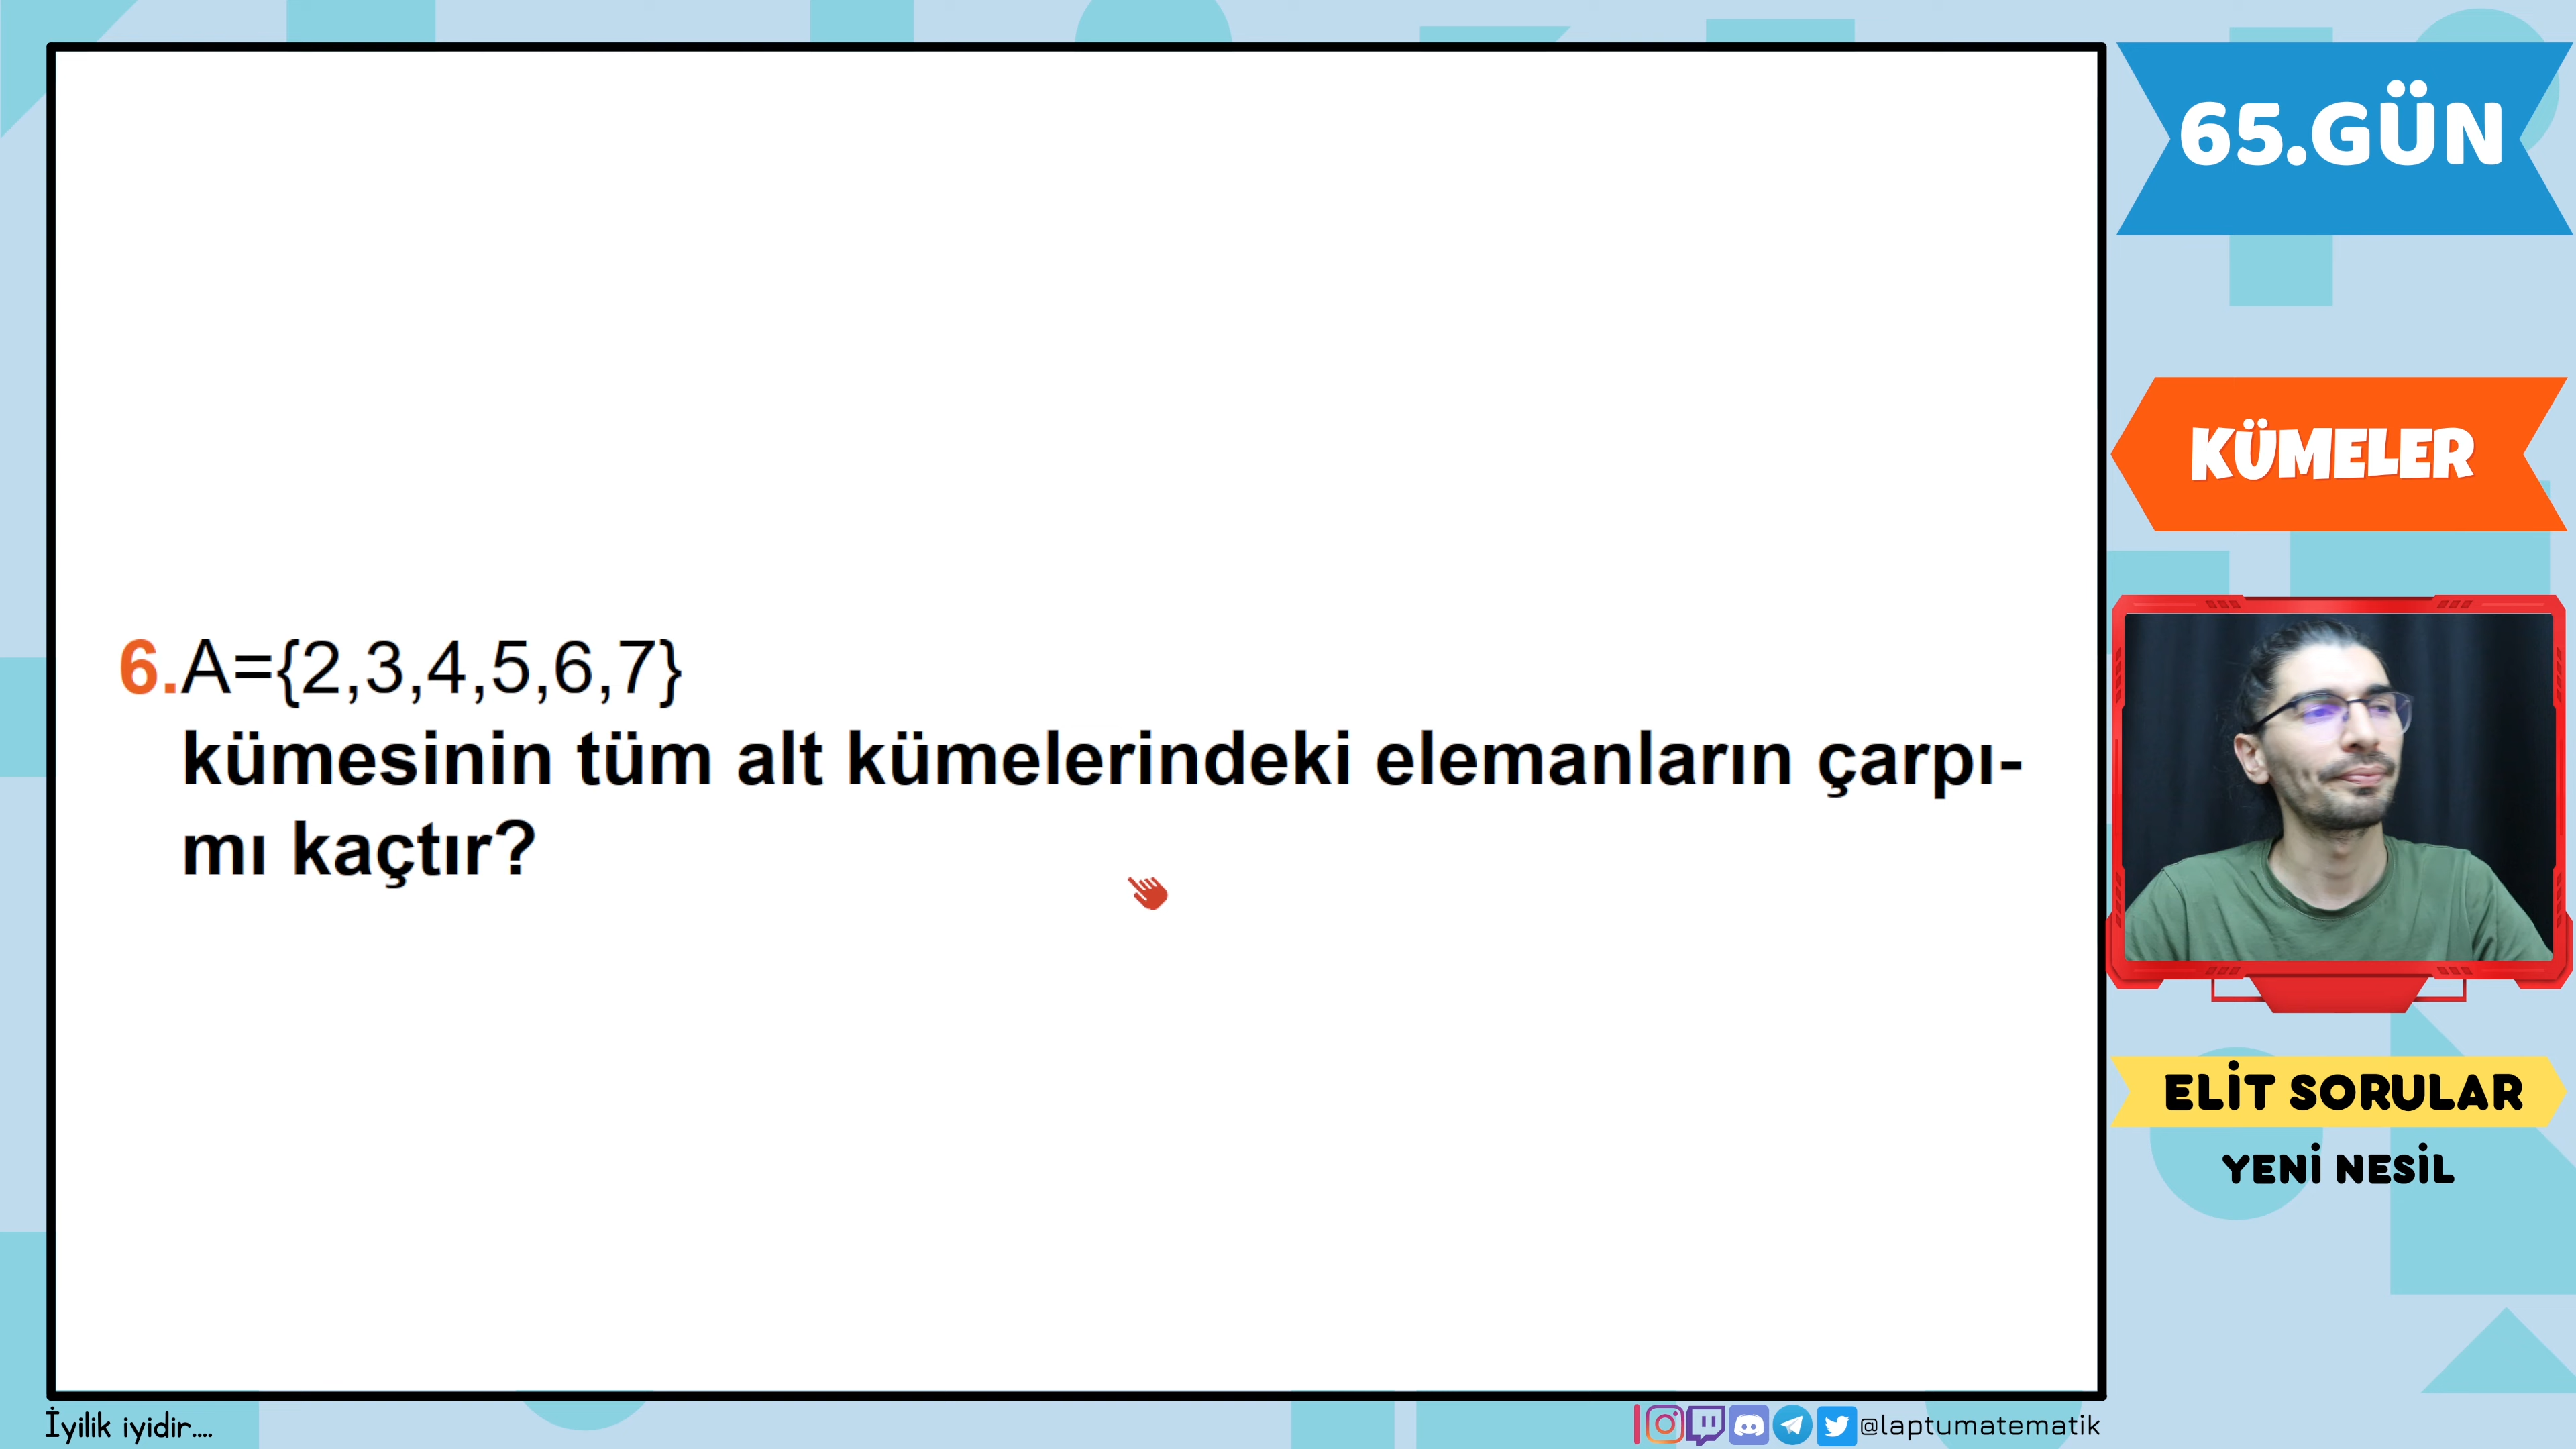 65.GÜN
KÜMELER
6.A={2,3,4,5,6,7}
kümesinin tüm alt kümelerindeki elemanların çarpı-
mı kaçtır?
ELİT SORULAR
YENİ NESİL
İyilik iyidir....
@laptumatematik